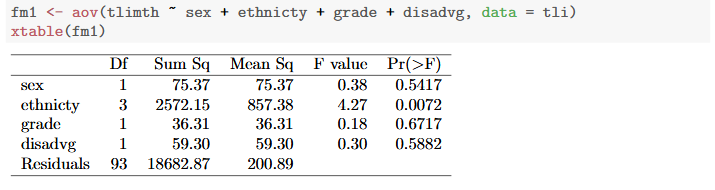 fm1 <- aov(tlimth ~ sex + ethnicty + grade + disadvg, data = tli)
xtable(fm1)
Df Sum Sq Mean Sq F value Pr(>F)
sex 1 75.37 75.37 0.38 0.5417
ethnicty 3 2572.15 857.38 4.27 0.0072
grade 1 36.31 36.31 0.18 0.6717
disadvg 1 59.30 59.30 0.30 0.5882
Residuals 93 18682.87 200.89